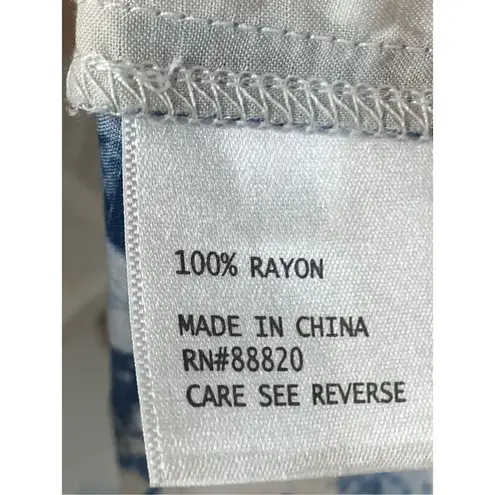 100% RAYON
MADE IN CHINA
RN#88820
CARE SEE REVERSE